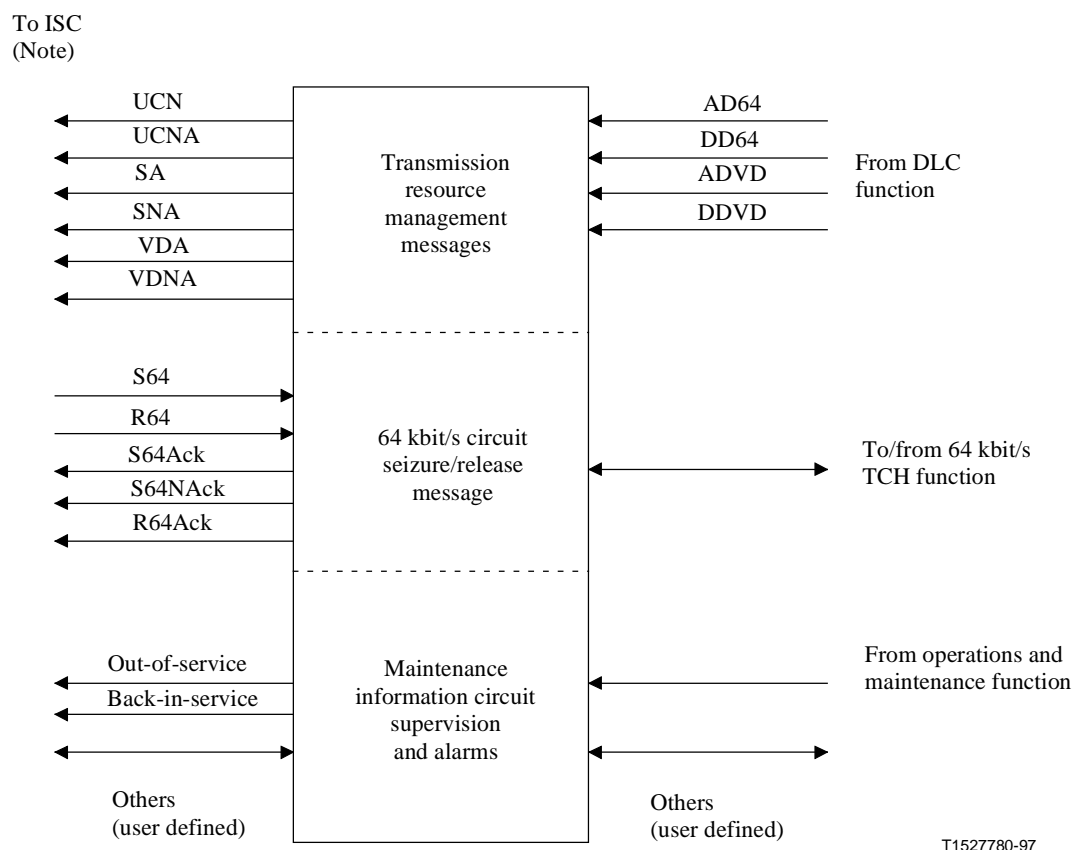 To ISC
(Note)
UCN
UCNA
SA
SNA
VDA
VDNA
Transmission
resource
management
messages
AD64
DD64
ADVD
DDVD
From DLC
function
S64
R64
S64Ack
S64NAck
R64Ack
64 kbit/s circuit
seizure/release
message
To/from 64 kbit/s
TCH function
Out-of-service
Back-in-service
Others
(user defined)
Maintenance
information circuit
supervision
and alarms
From operations and
maintenance function
Others
(user defined)
T1527780-97